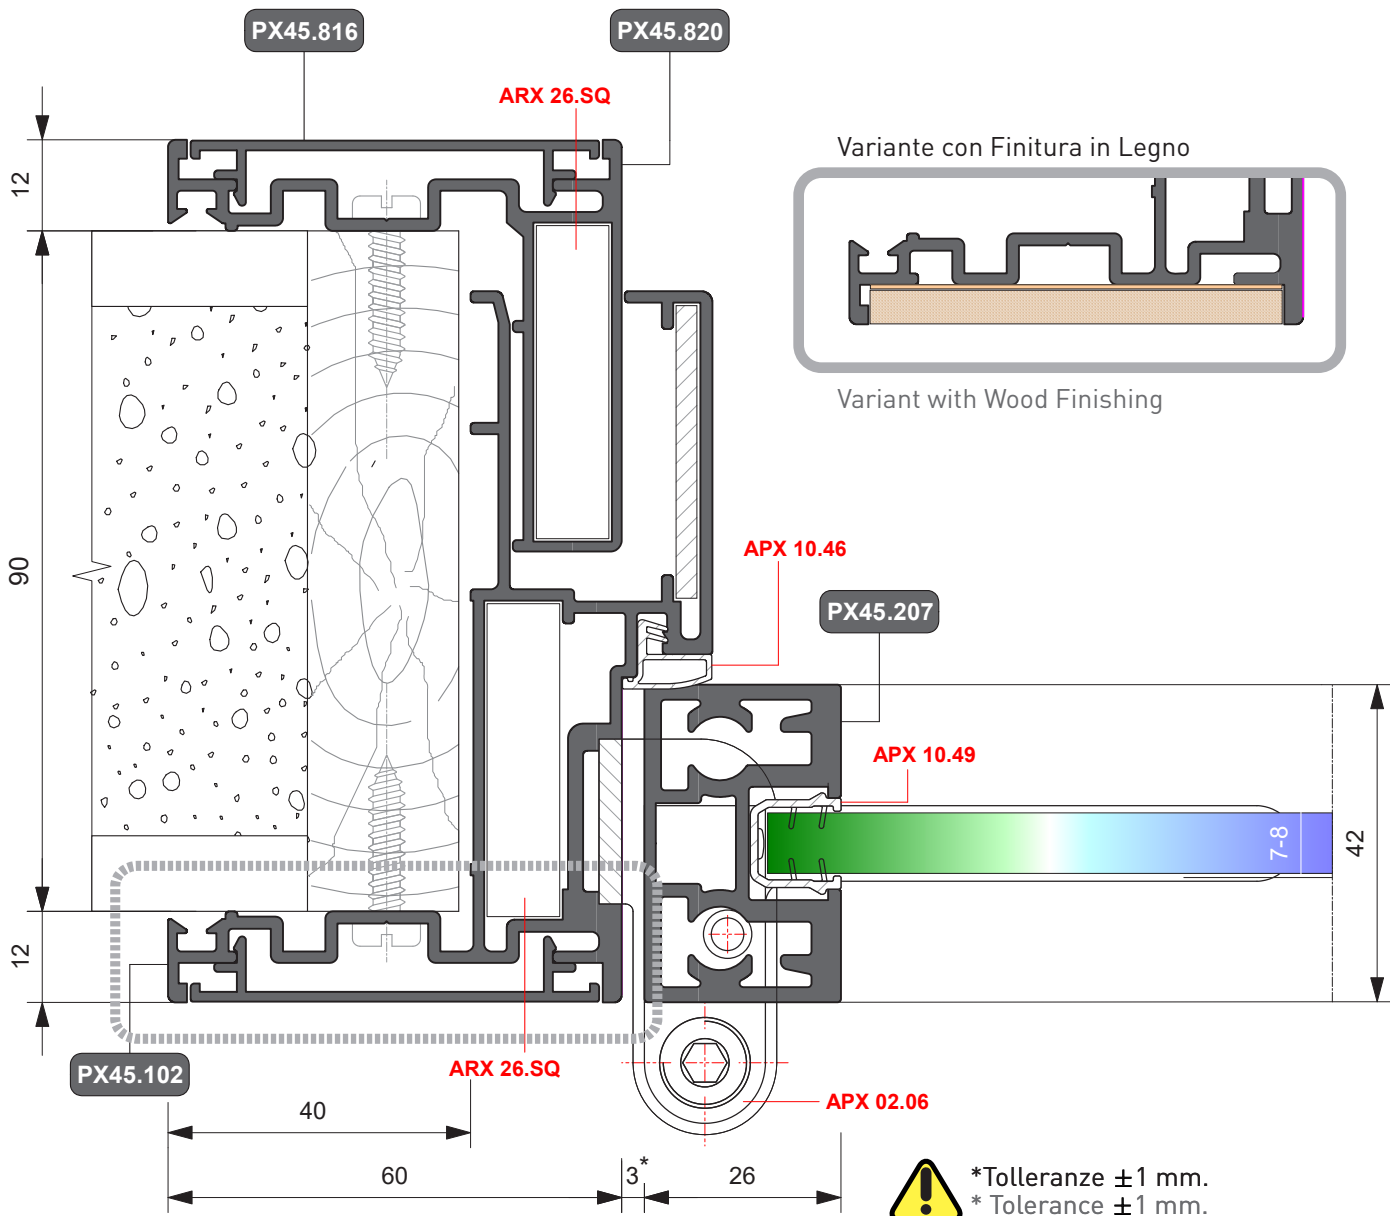 PX45.816
PX45.820
ARX 26.SQ
Variante con Finitura in Legno
12
Variant with Wood Finishing
90
APX 10.46
PX45.207
APX 10.49
7-8
42
12
PX45.102
ARX 26.SQ
APX 02.06
40
60
3*
26
*Tolleranze ±1 mm.
* Tolerance ±1 mm.